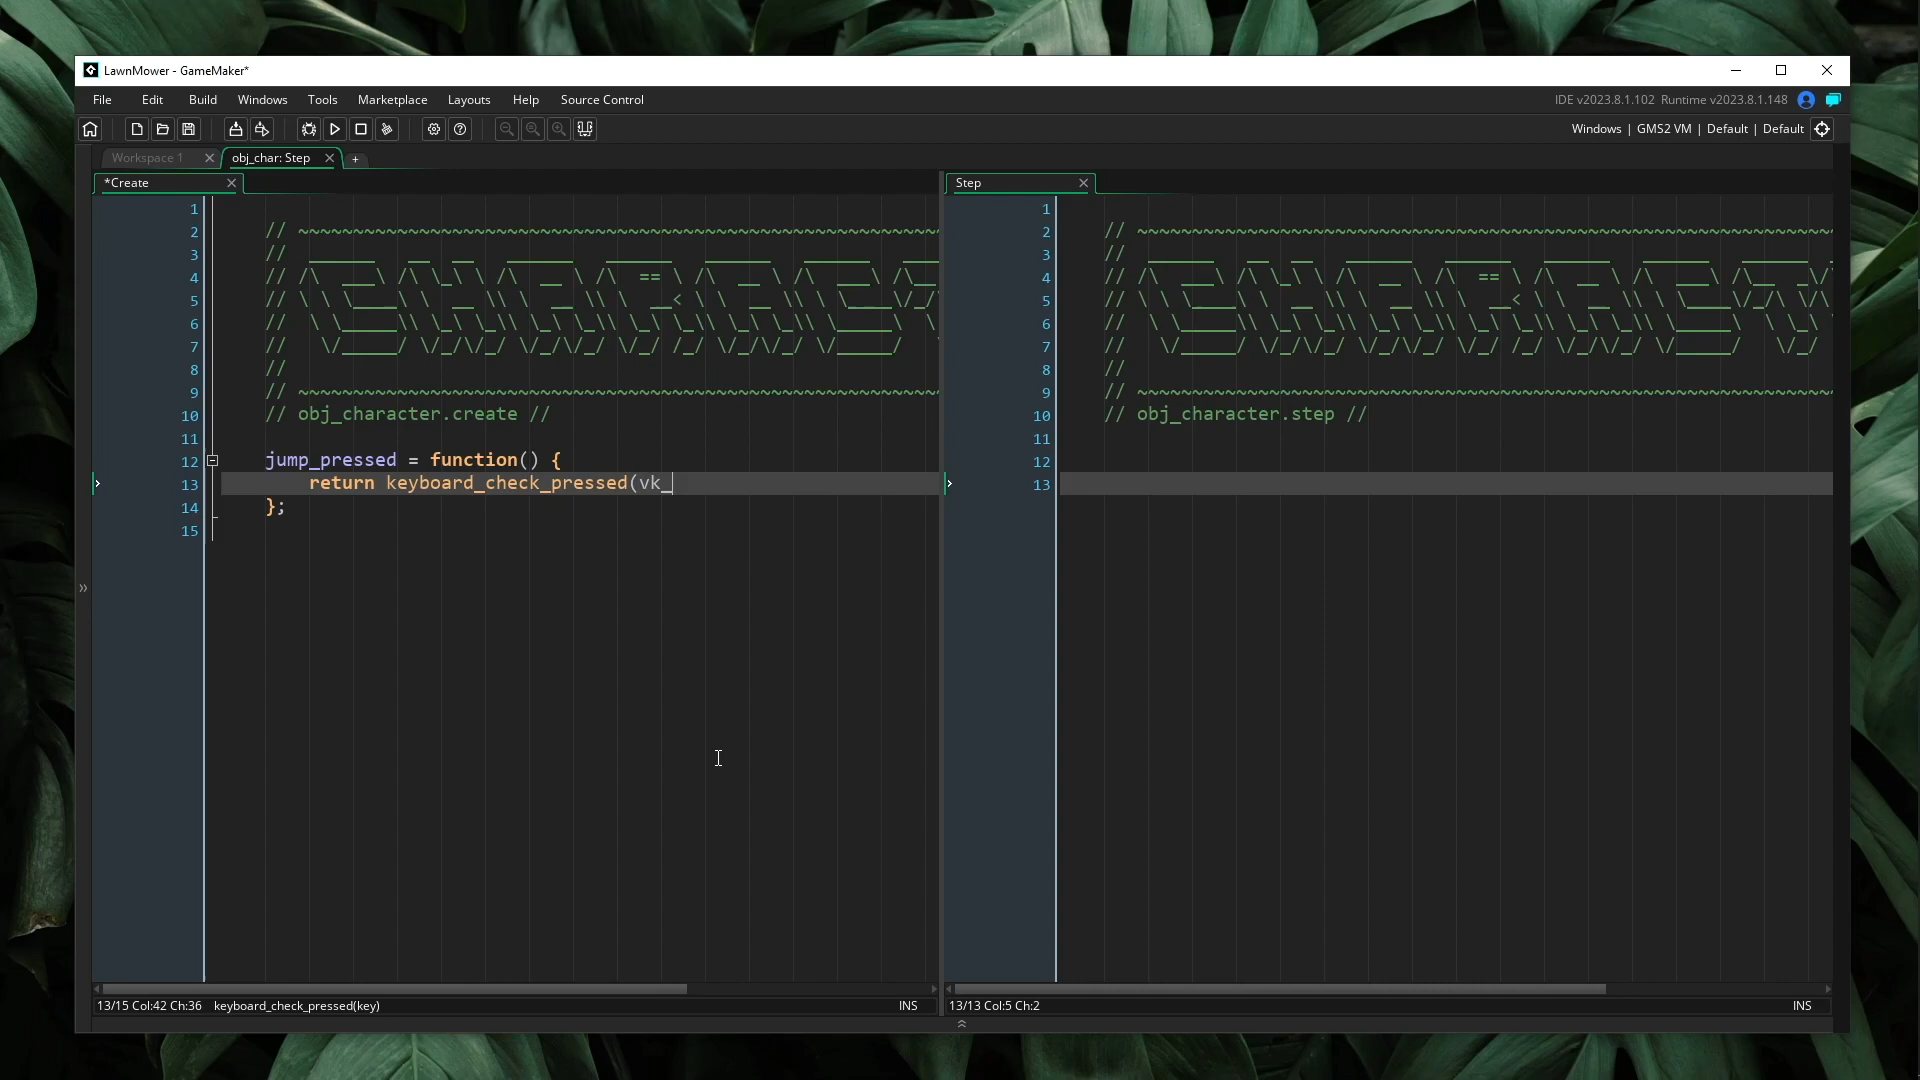 LawnMower - GameMaker*
File Edit Build Windows Tools Marketplace Layouts Help Source Control
IDE v2023.8.1.102 Runtime v2023.8.1.148
Windows | GMS2 VM | Default | Default
Workspace 1
obj_char: Step
*Create
1
2 // ~~~~~~~~~~~~~~~~~~~~~~~~~~~~~~~~~~~~~~~~~~~~~~~~~~~~~~~~~~~
3 //
4 //
5 //
6 //
7 //
8 //
9 // ~~~~~~~~~~~~~~~~~~~~~~~~~~~~~~~~~~~~~~~~~~~~~~~~~~~~~~~~~~~
10 // obj_character.create //
11
12 jump_pressed = function() {
13 return keyboard_check_pressed(vk_
14 };
15
13/15 Col:42 Ch:36 keyboard_check_pressed(key) INS
Step
1
2 // ~~~~~~~~~~~~~~~~~~~~~~~~~~~~~~~~~~~~~~~~~~~~~~~~~~~~~~~~~~~~~~~~
3 //
4 //
5 //
6 //
7 //
8 //
9 // ~~~~~~~~~~~~~~~~~~~~~~~~~~~~~~~~~~~~~~~~~~~~~~~~~~~~~~~~~~~~~~~~
10 // obj_character.step //
11
12
13
13/13 Col:5 Ch:2 INS